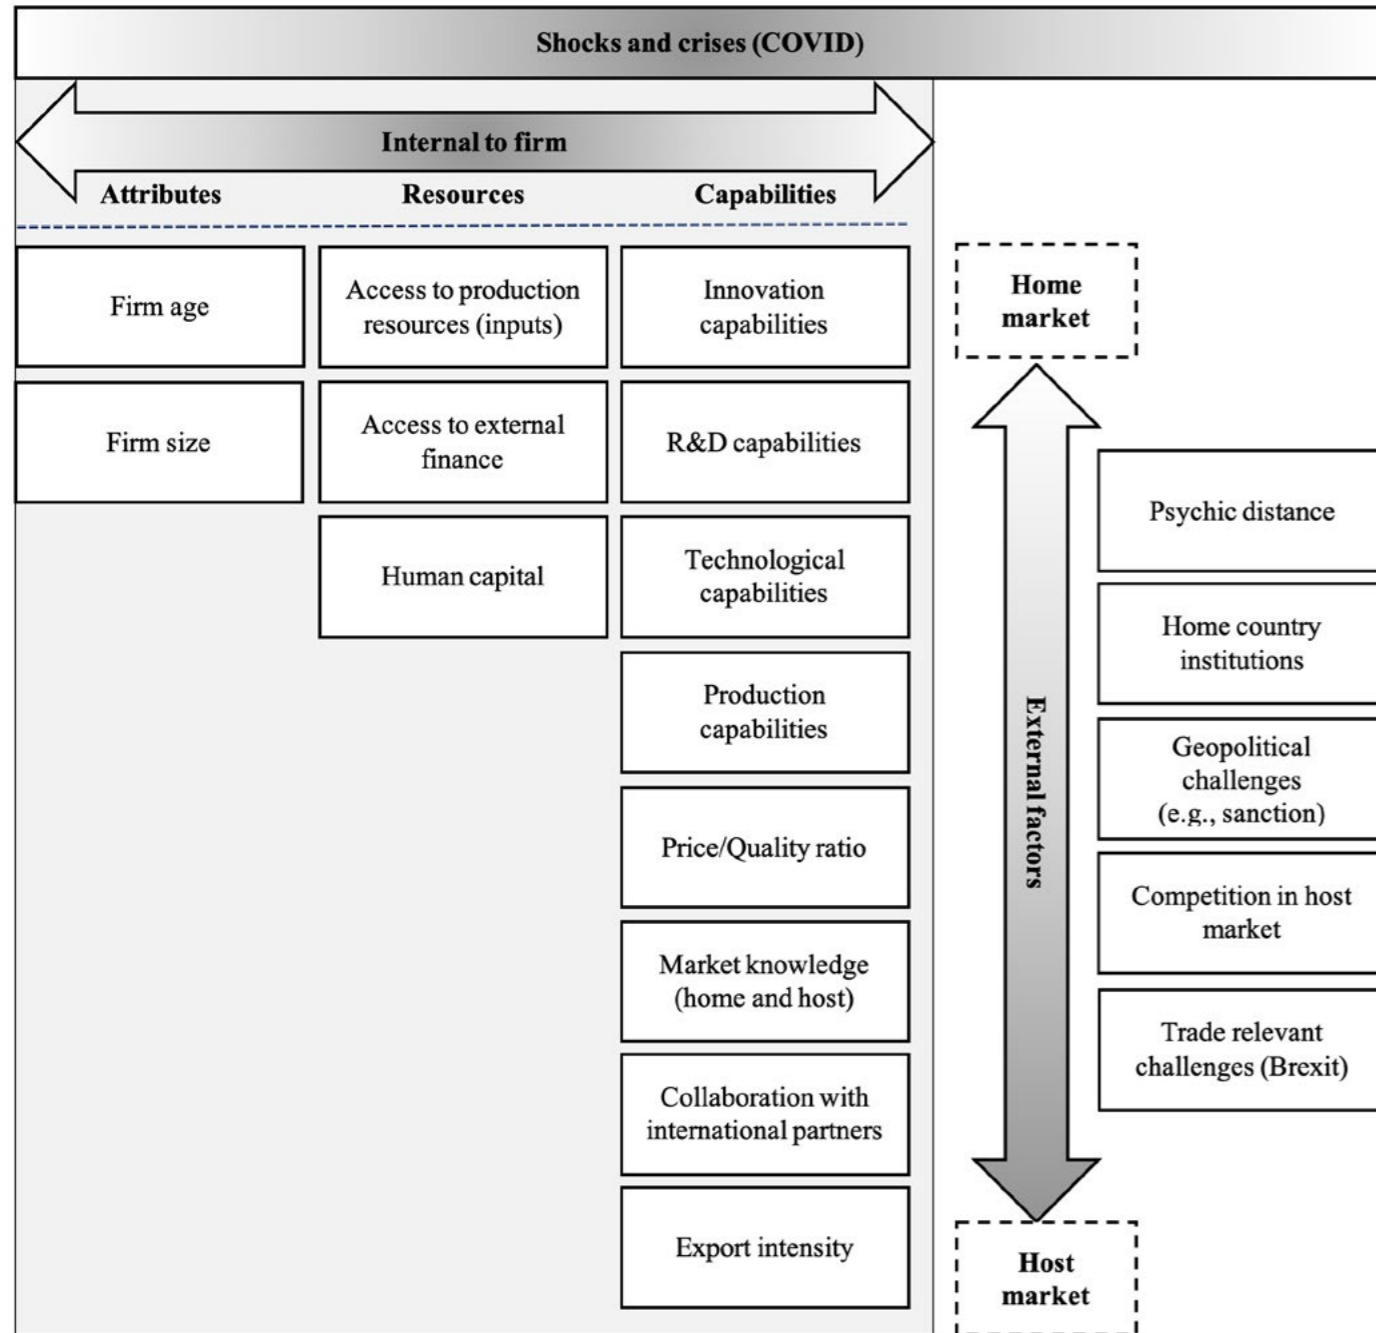 Shocks and crises (COVID)
Internal to firm
Attributes
Resources
Capabilities
Firm age
Firm size
Access to production
resources (inputs)
Access to external
finance
Human capital
Innovation
capabilities
R&D capabilities
Technological
capabilities
Production
capabilities
Price/Quality ratio
Market knowledge
(home and host)
Collaboration with
international partners
Export intensity
Home
market
External factors
Host
market
Psychic distance
Home country
institutions
Geopolitical
challenges
(e.g., sanction)
Competition in host
market
Trade relevant
challenges (Brexit)